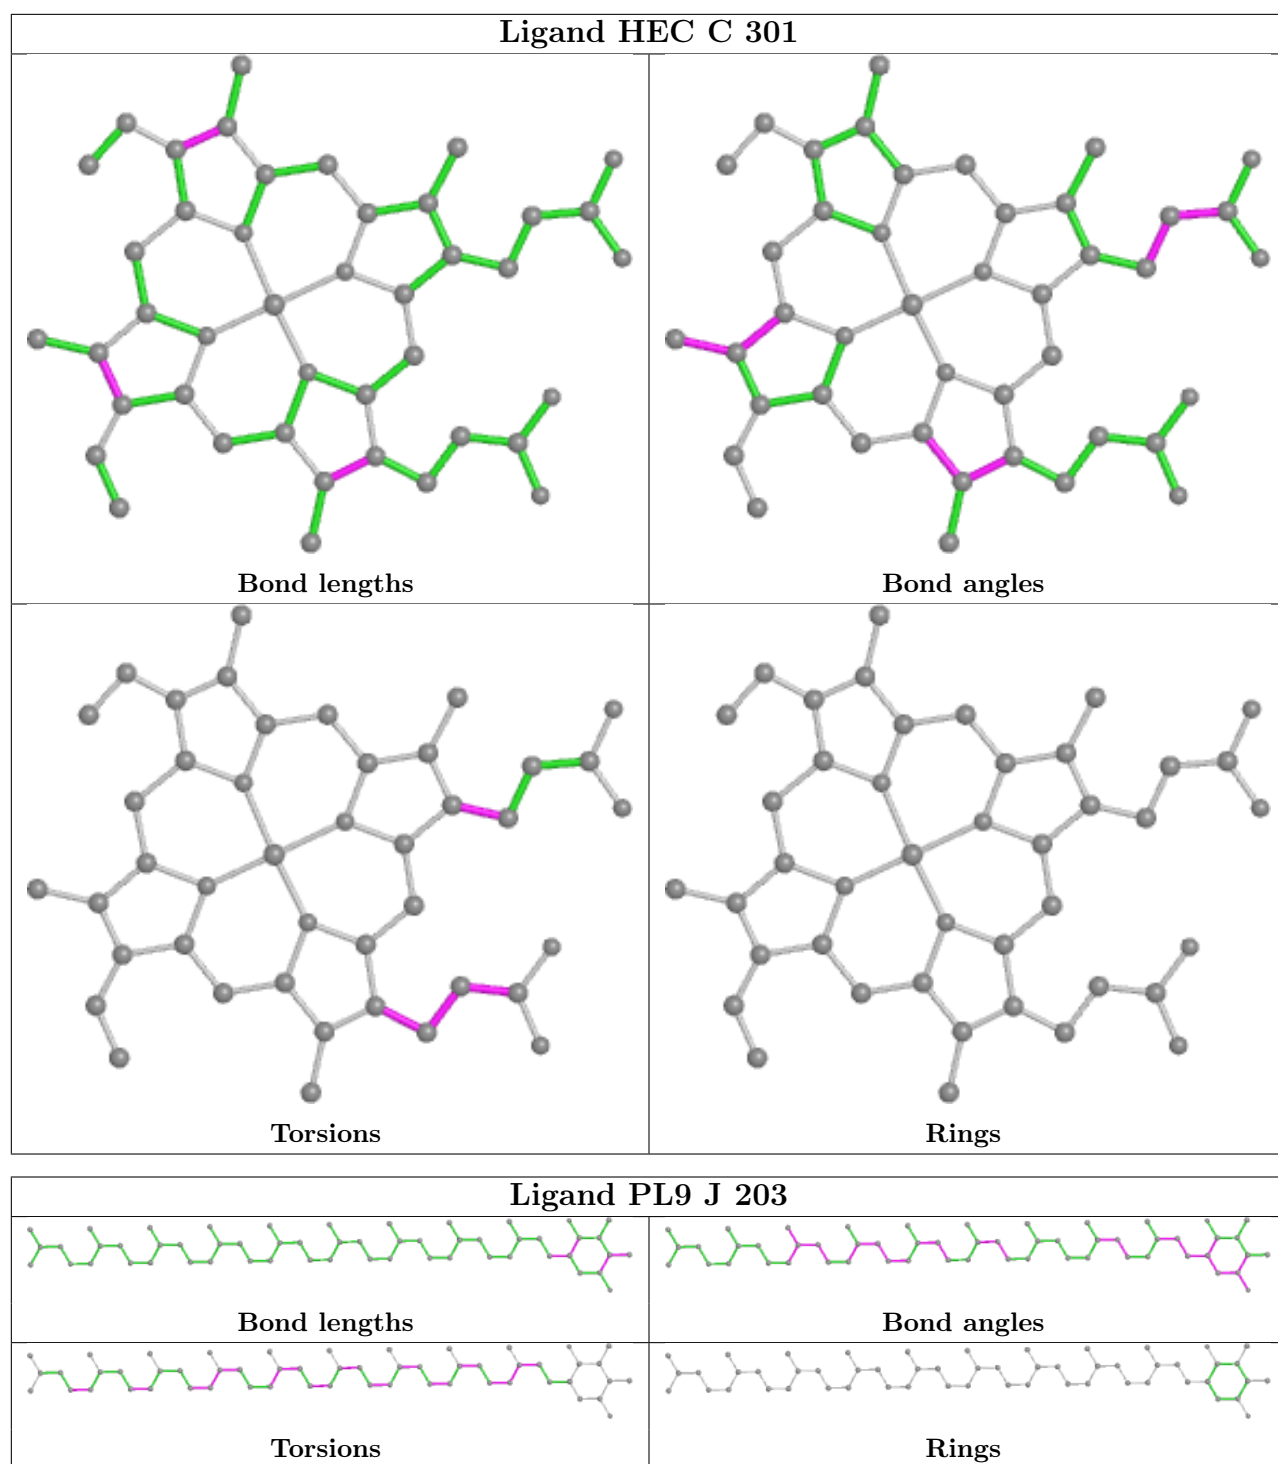 Ligand HEC C 301
Bond lengths
Bond angles
Torsions
Rings
Ligand PL9 J 203
Bond lengths
Bond angles
Torsions
Rings